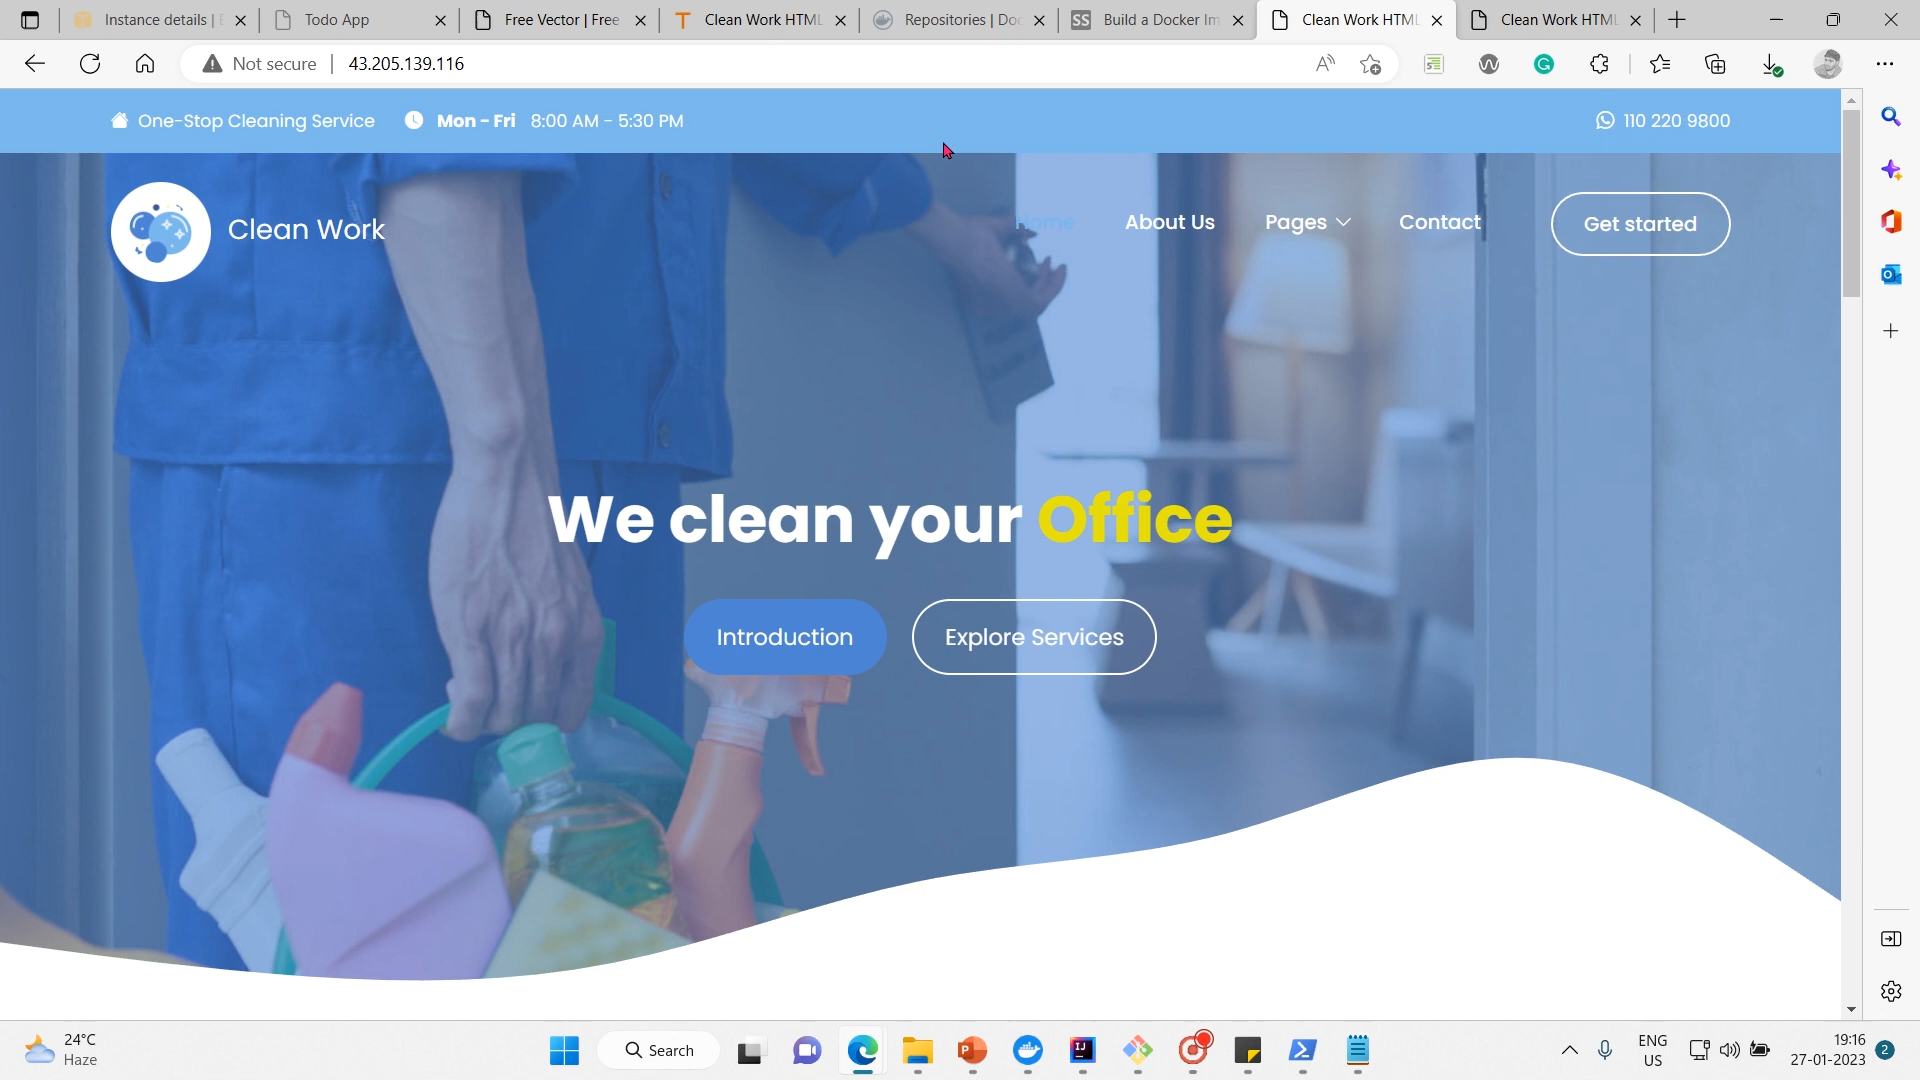 Instance details | E
Todo App
Free Vector | Free
Clean Work HTML
Repositories | Doc
SS Build a Docker Im
Clean Work HTML
Clean Work HTML
Not secure 43.205.139.116
One-Stop Cleaning Service Mon - Fri 8:00 AM - 5:30 PM 110 220 9800
Clean Work
Home About Us Pages Contact Get started
We clean your Office
Introduction Explore Services
24°C
Haze
Search
ENG
US
19:16
27-01-2023
2